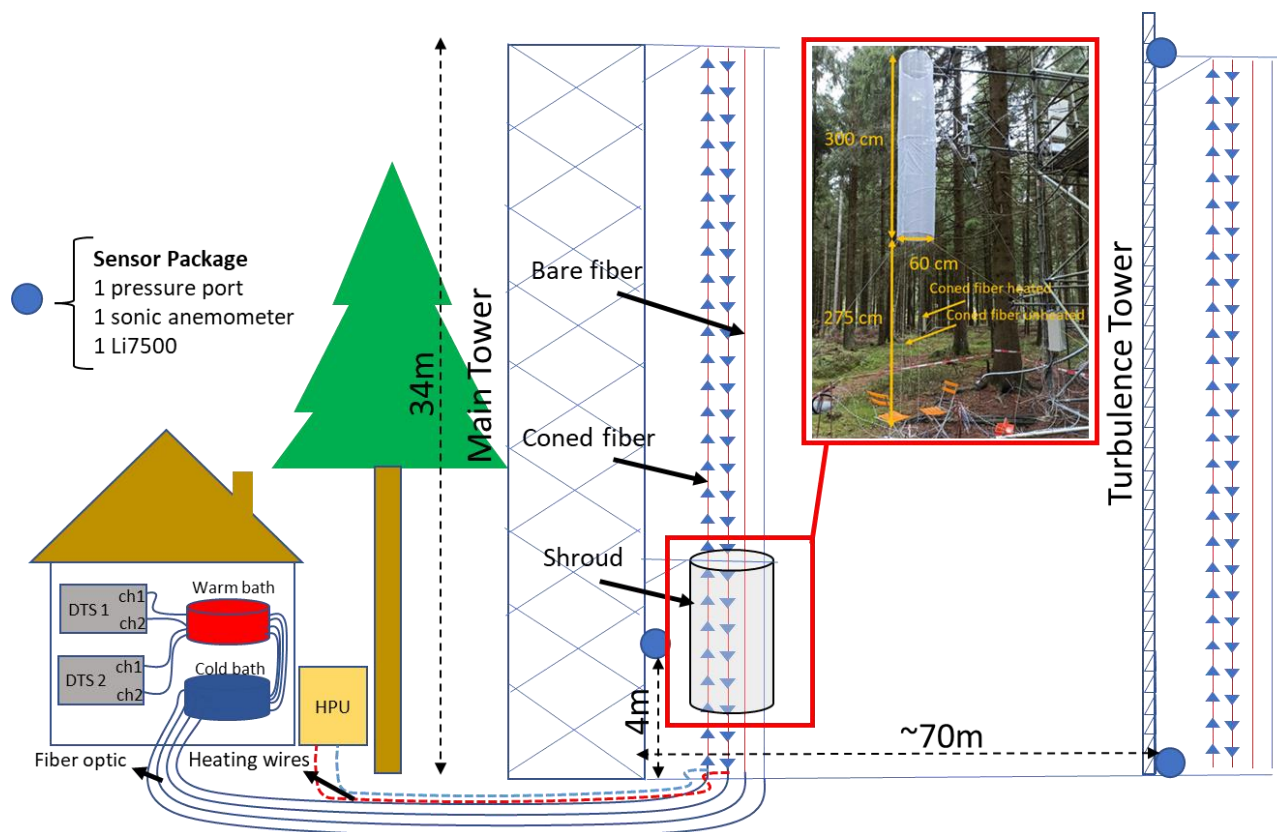 Sensor Package
1 pressure port
1 sonic anemometer
1 Li7500
34m
Main Tower
Bare fiber
Coned fiber
Shroud
4m
~70m
Turbulence Tower
300 cm
60 cm
275 cm
Coned fiber heated
Coned fiber unheated
Warm bath
DTS 1
ch1
ch2
DTS 2
ch1
ch2
Cold bath
HPU
Fiber optic
Heating wires